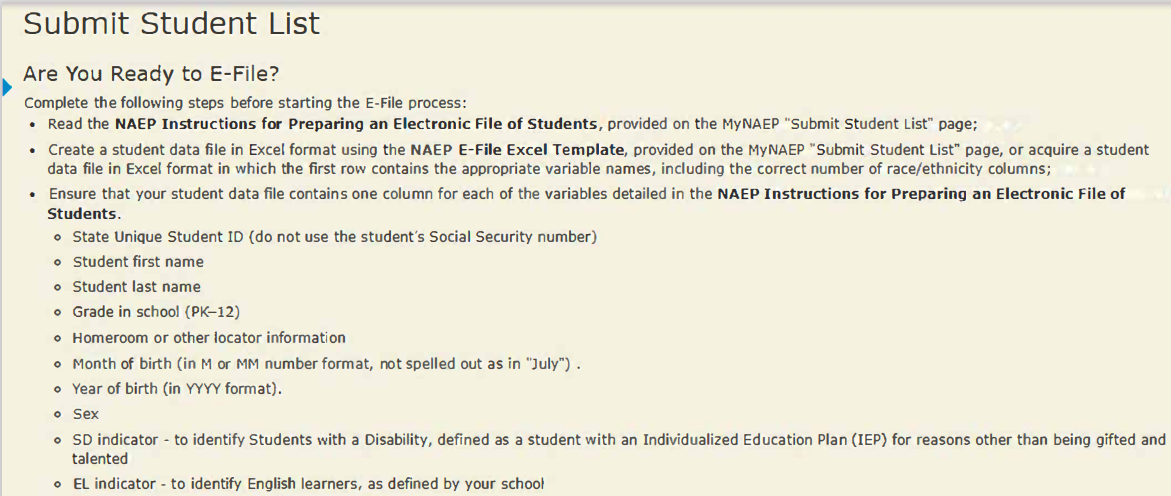 Submit Student List
Are You Ready to E-File?
Complete the following steps before starting the E-File process:
• Read the NAEP Instructions for Preparing an Electronic File of Students, provided on the MyNAEP "Submit Student List" page;
• Create a student data file in Excel format using the NAEP E-File Excel Template, provided on the MyNAEP "Submit Student List" page, or acquire a student
data file in Excel format in which the first row contains the appropriate variable names, including the correct number of race/ethnicity columns;
• Ensure that your student data file contains one column for each of the variables detailed in the NAEP Instructions for Preparing an Electronic File of
Students.
o State Unique Student ID (do not use the student's Social Security number)
o Student first name
o Student last name
o Grade in school (PK–12)
o Homeroom or other locator information
o Month of birth (in M or MM number format, not spelled out as in "July") .
o Year of birth (in YYYY format).
o Sex
o SD indicator - to identify Students with a Disability, defined as a student with an Individualized Education Plan (IEP) for reasons other than being gifted and
talented
o EL indicator - to identify English learners, as defined by your school